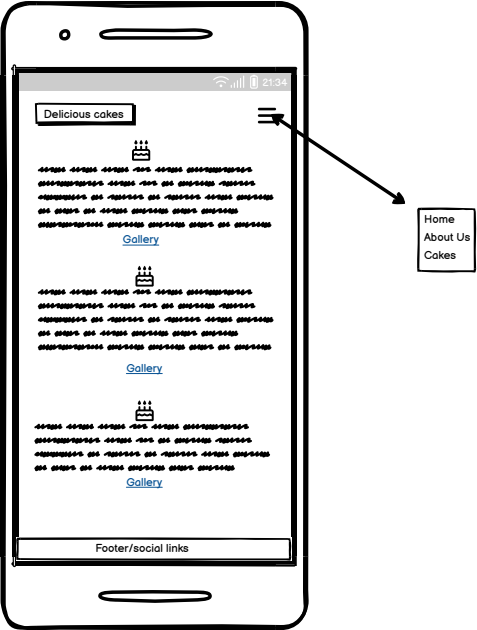 21:34
Delicious cakes
Home
About Us
Cakes
Gallery
Gallery
Gallery
Footer/social links